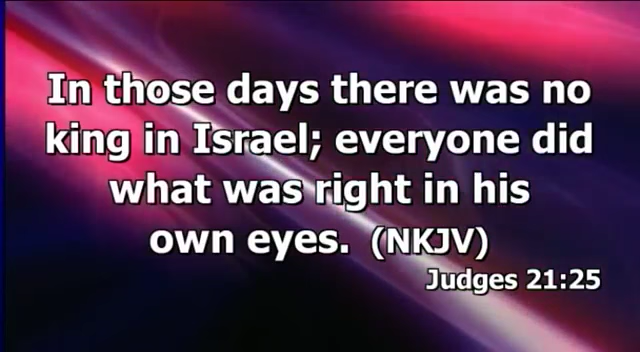 In those days there was no
king in Israel; everyone did
what was right in his
own eyes. (NKJV)
Judges 21:25